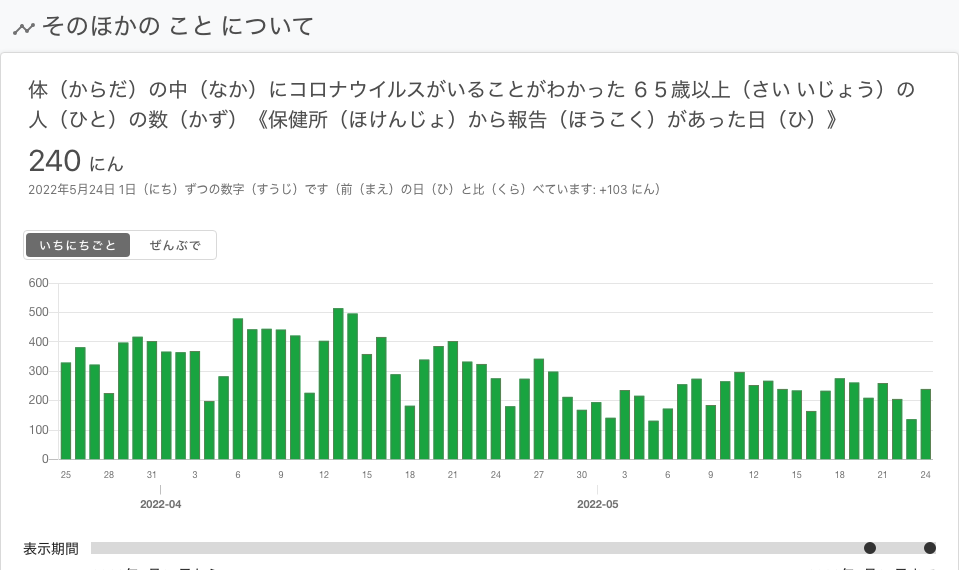 そのほかの こと について
体（からだ）の中（なか）にコロナウイルスがいることがわかった ６５歳以上（さい いじょう）の
人（ひと）の数（かず）《保健所（ほけんじょ）から報告（ほうこく）があった日（ひ）》
240 にん
2022年5月24日 1日（にち）ずつの数字（すうじ）です（前（まえ）の日（ひ）と比（くら）べています: +103 にん）
いちにちごと ぜんぶで
600
500
400
300
200
100
0
25 28 31 3 6 9 12 15 18 21 24 27 30 3 6 9 12 15 18 21 24
2022-04 2022-05
表示期間